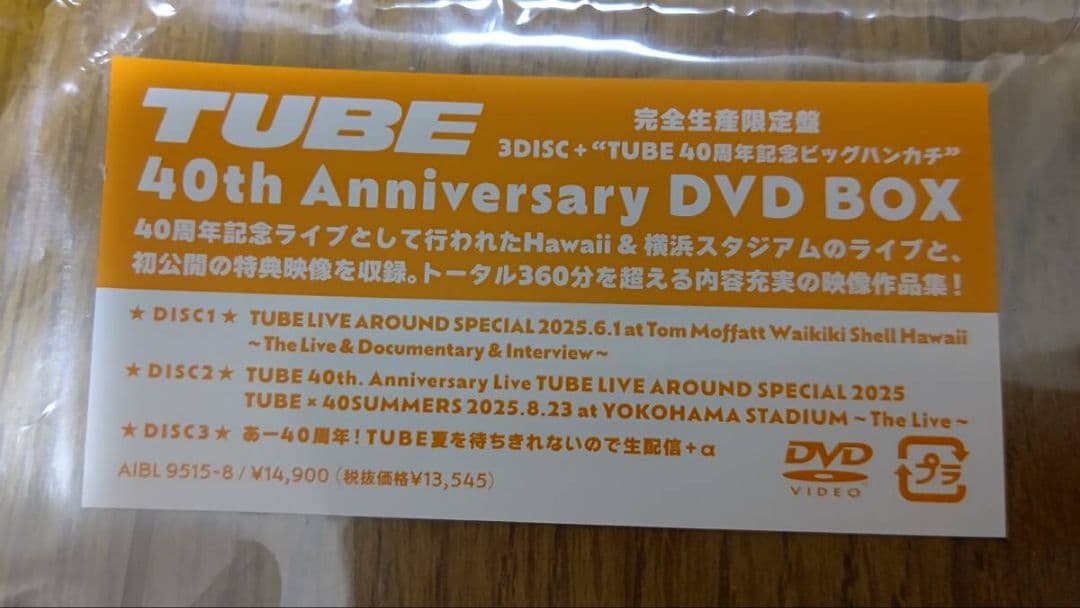 TUBE
完全生産限定盤
3DISC+“TUBE 40周年記念ビッグハンカチ”
40th Anniversary DVD BOX
40周年記念ライブとして行われたHawaii & 横浜スタジアムのライブと、
初公開の特典映像を収録。トータル360分を超える内容充実の映像作品集!
★ DISC1 ★ TUBE LIVE AROUND SPECIAL 2025.6.1 at Tom Moffatt Waikiki Shell Hawaii
~The Live & Documentary & Interview~
★ DISC2 ★ TUBE 40th. Anniversary Live TUBE LIVE AROUND SPECIAL 2025
TUBE × 40SUMMERS 2025.8.23 at YOKOHAMA STADIUM ~The Live~
★ DISC3 ★ あー40周年!TUBE夏を待ちきれないので生配信+α
AIBL 9515-8 / ¥14,900 (税抜価格¥13,545)
DVD
VIDEO
プラ